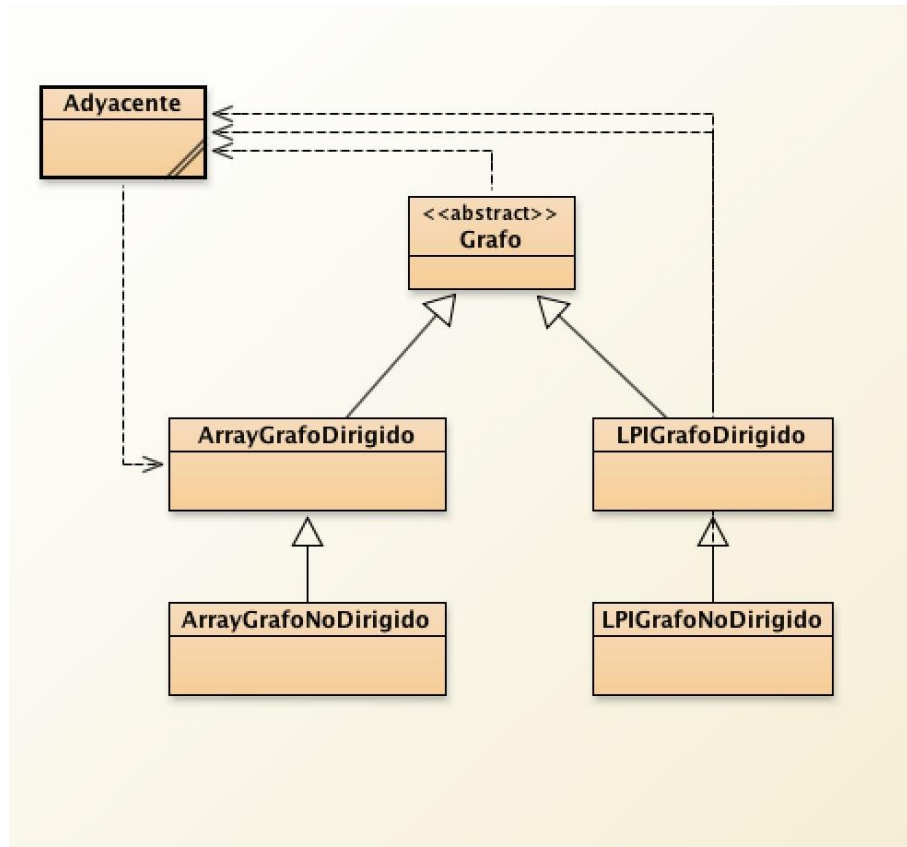 Adyacente
<<abstract>>
Grafo
ArrayGrafoDirigido
LPIGrafoDirigido
ArrayGrafoNoDirigido
LPIGrafoNoDirigido